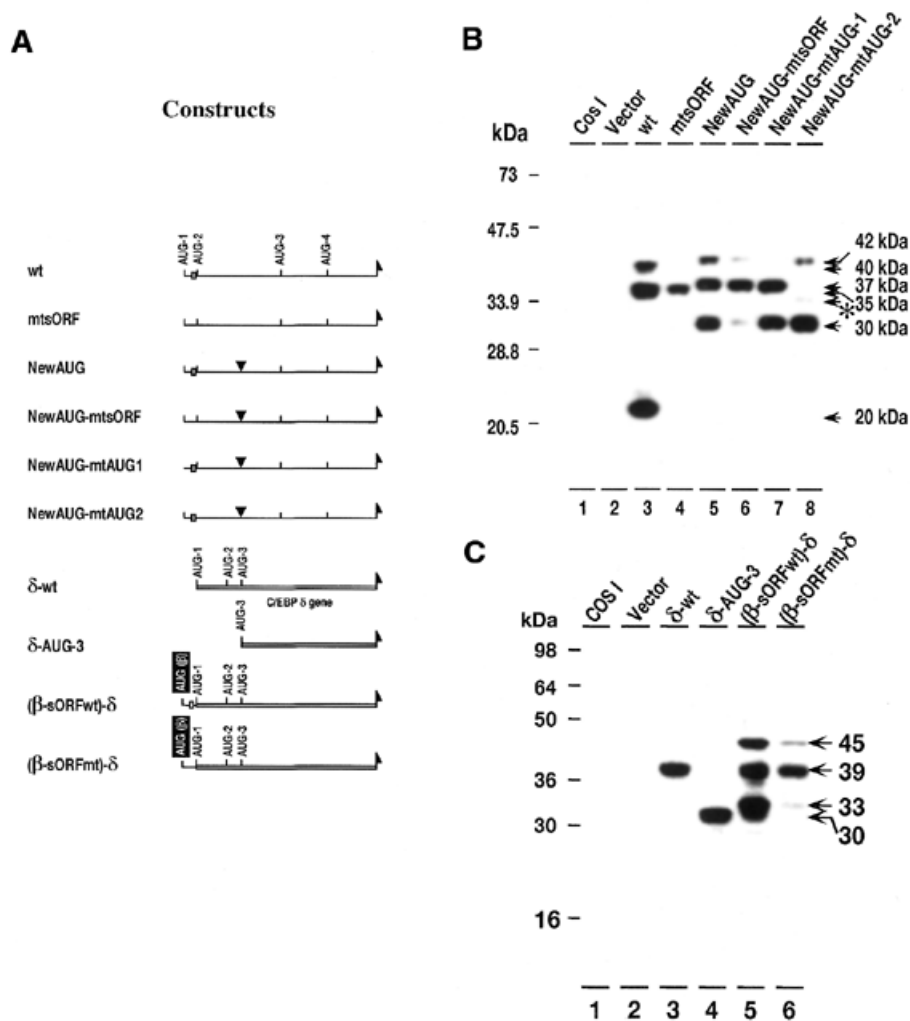 A
Constructs
AUG-1
AUG-2
AUG-3
AUG-4
wt
mtsORF
NewAUG
NewAUG-mtsORF
NewAUG-mtAUG1
NewAUG-mtAUG2
AUG-1
AUG-2
AUG-3
δ-wt
C/EBP δ gene
AUG-3
δ-AUG-3
AUG (β)
AUG-1
AUG-2
AUG-3
(β-sORFwt)-δ
AUG (β)
AUG-1
AUG-2
AUG-3
(β-sORFmt)-δ
B
Cos I
Vector
wt
mtsORF
NewAUG
NewAUG-mtsORF
NewAUG-mtAUG-1
NewAUG-mtAUG-2
kDa
73
47.5
33.9
28.8
20.5
42 kDa
40 kDa
37 kDa
35 kDa
*
30 kDa
20 kDa
1 2 3 4 5 6 7 8
C
COS I
Vector
δ-wt
δ-AUG-3
(β-sORFwt)-δ
(β-sORFmt)-δ
kDa
98
64
50
36
30
16
45
39
33
30
1 2 3 4 5 6